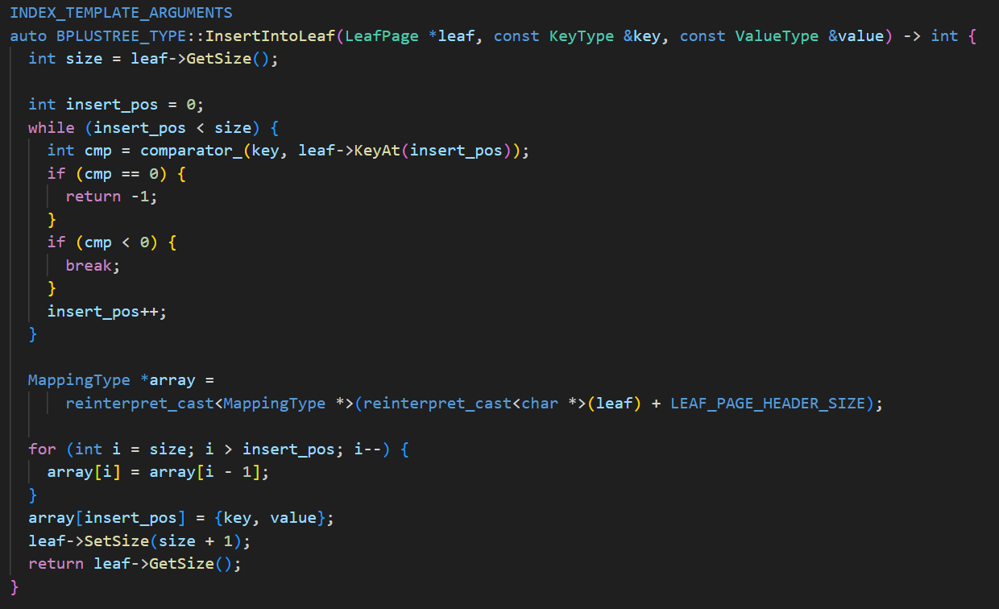 INDEX_TEMPLATE_ARGUMENTS
auto BPLUSTREE_TYPE::InsertIntoLeaf(LeafPage *leaf, const KeyType &key, const ValueType &value) -> int {
  int size = leaf->GetSize();

  int insert_pos = 0;
  while (insert_pos < size) {
    int cmp = comparator_(key, leaf->KeyAt(insert_pos));
    if (cmp == 0) {
      return -1;
    }
    if (cmp < 0) {
      break;
    }
    insert_pos++;
  }

  MappingType *array =
      reinterpret_cast<MappingType *>(reinterpret_cast<char *>(leaf) + LEAF_PAGE_HEADER_SIZE);

  for (int i = size; i > insert_pos; i--) {
    array[i] = array[i - 1];
  }
  array[insert_pos] = {key, value};
  leaf->SetSize(size + 1);
  return leaf->GetSize();
}